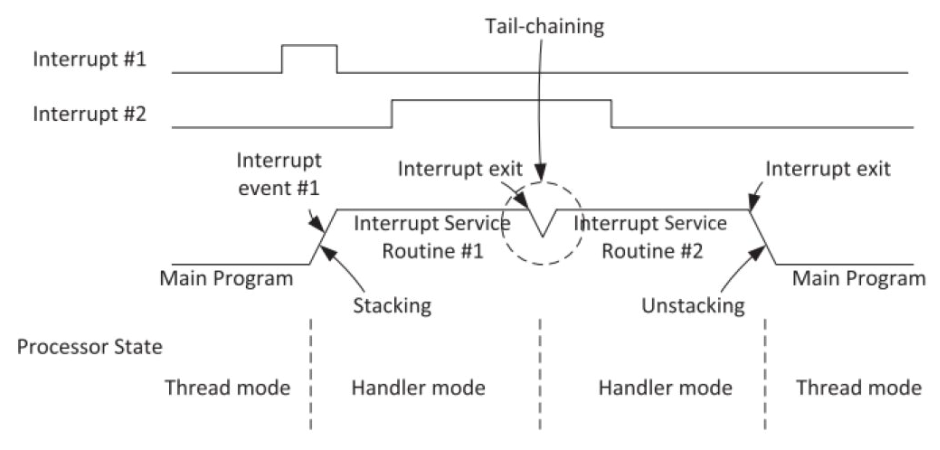 Tail-chaining
Interrupt #1
Interrupt #2
Interrupt
event #1
Interrupt exit
Interrupt exit
Interrupt Service
Routine #1
Interrupt Service
Routine #2
Main Program
Main Program
Stacking
Unstacking
Processor State
Thread mode
Handler mode
Handler mode
Thread mode